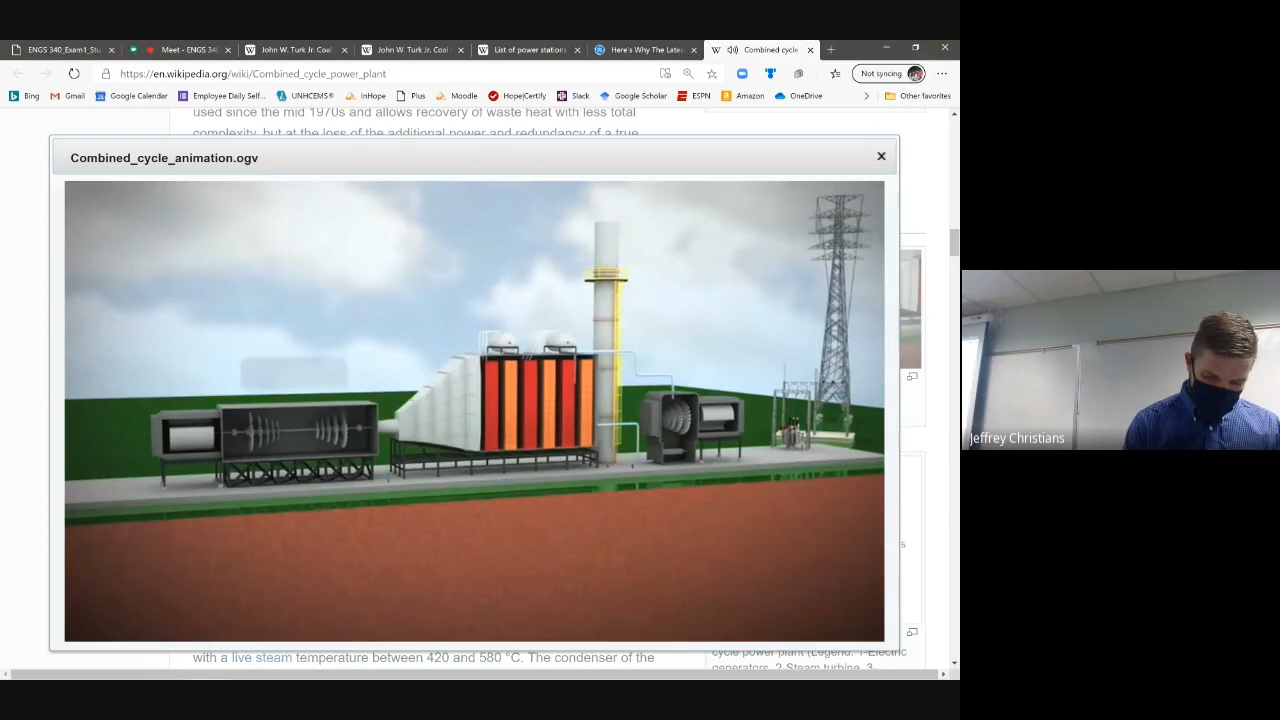 ENGS 340_Exam1_Stu
Meet - ENGS 34
John W. Turk Jr. Coal
John W. Turk Jr. Coal
List of power stations
Here's Why The Lates
Combined cycle
https://en.wikipedia.org/wiki/Combined_cycle_power_plant
Not syncing
Bing
Gmail
Google Calendar
Employee Daily Self...
UNHCEMS®
InHope
Plus
Moodle
Hope|Certify
Slack
Google Scholar
ESPN
Amazon
OneDrive
Other favorites
used since the mid 1970s and allows recovery of waste heat with less total
complexity, but at the loss of the additional power and redundancy of a true
Combined_cycle_animation.ogv
with a live steam temperature between 420 and 580 °C. The condenser of the
cycle power plant (Legend: 1-Electric
generators, 2-Steam turbine, 3-
Jeffrey Christians